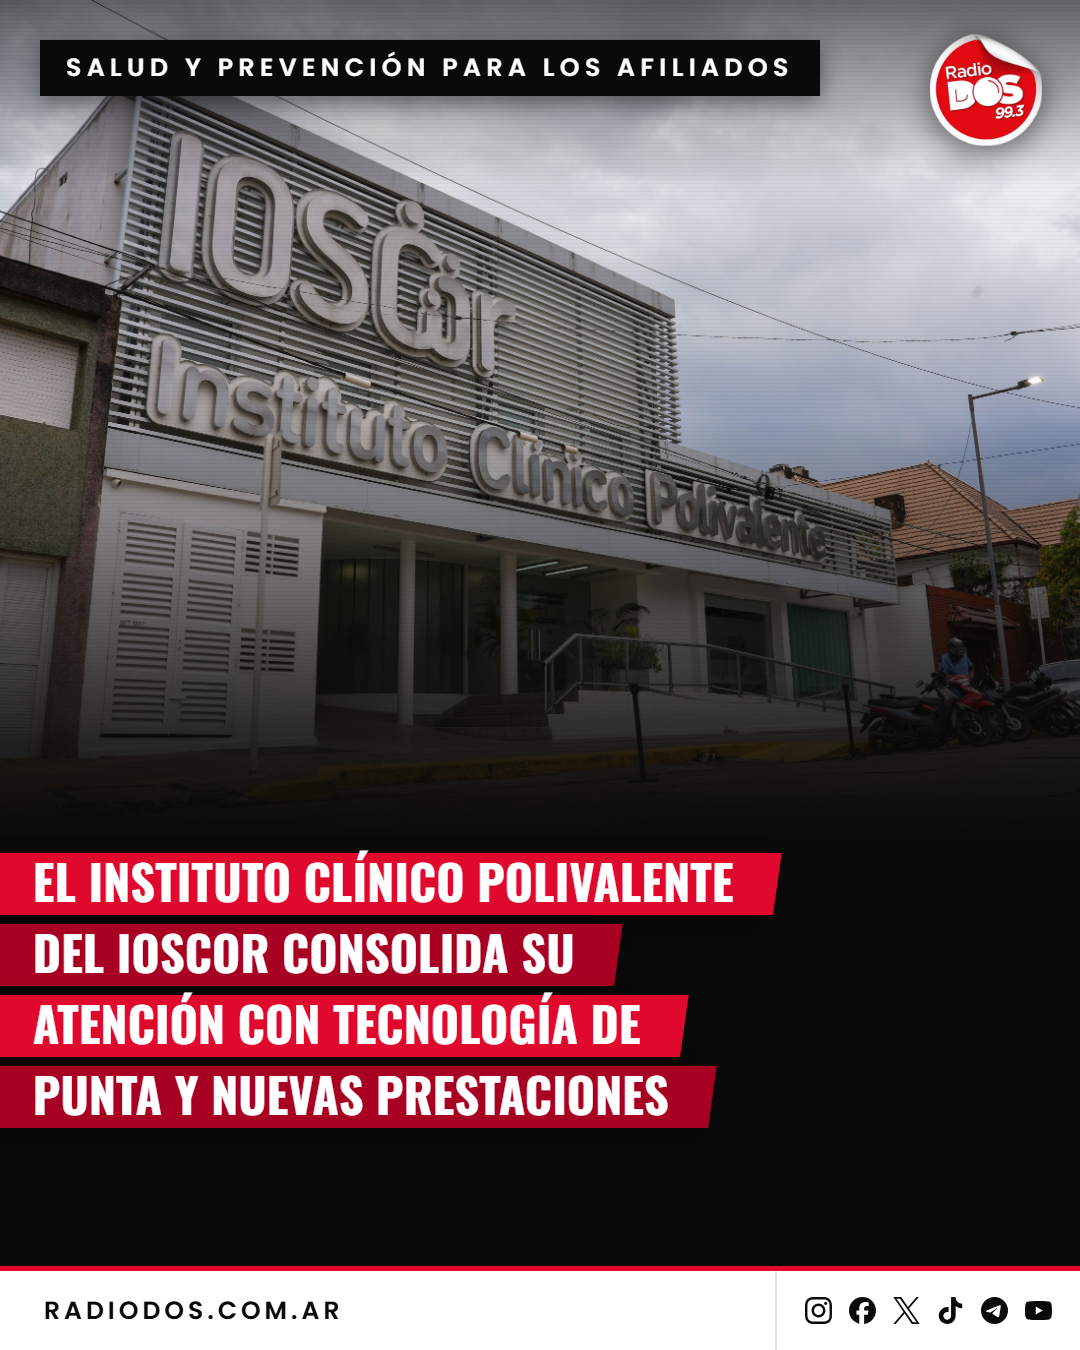 SALUD Y PREVENCIÓN PARA LOS AFILIADOS
Radio
DOS
99.3
IOSCor
Instituto Clínico Polivalente
EL INSTITUTO CLÍNICO POLIVALENTE
DEL IOSCOR CONSOLIDA SU
ATENCIÓN CON TECNOLOGÍA DE
PUNTA Y NUEVAS PRESTACIONES
RADIODOS.COM.AR